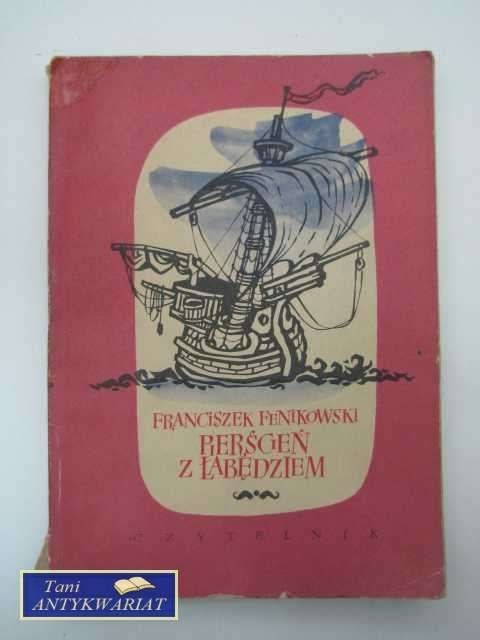 FRANCISZEK FENIKOWSKI
PIERŚCIEŃ
Z ŁABĘDZIEM
CZYTELNIK
Tani
ANTYKWARIAT